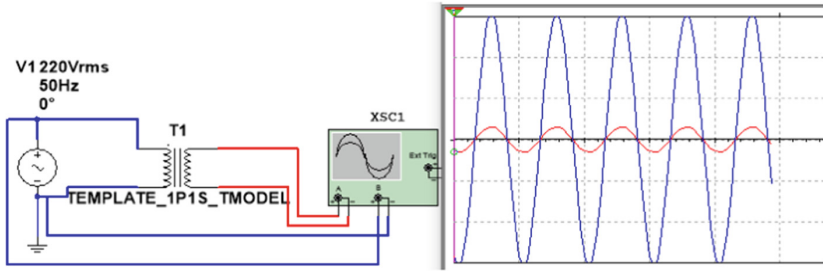 V1 220Vrms
50Hz
0°
T1
TEMPLATE_1P1S_TMODEL
XSC1
Ext Trig
+
-
A
B
+ - + -